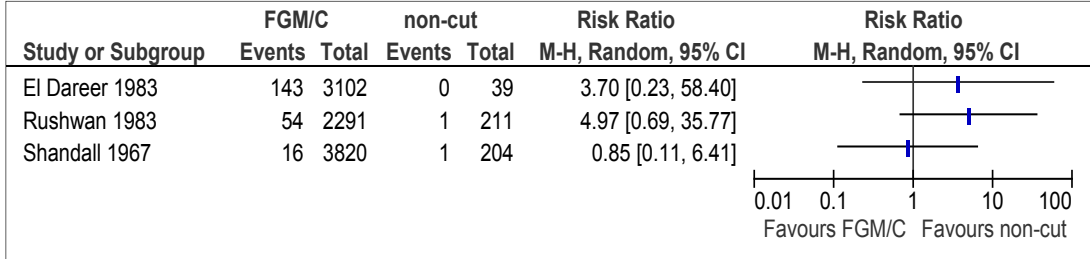 FGM/C non-cut Risk Ratio Risk Ratio
Study or Subgroup Events Total Events Total M-H, Random, 95% CI M-H, Random, 95% CI
El Dareer 1983 143 3102 0 39 3.70 [0.23, 58.40]
Rushwan 1983 54 2291 1 211 4.97 [0.69, 35.77]
Shandall 1967 16 3820 1 204 0.85 [0.11, 6.41]
0.01 0.1 1 10 100
Favours FGM/C Favours non-cut